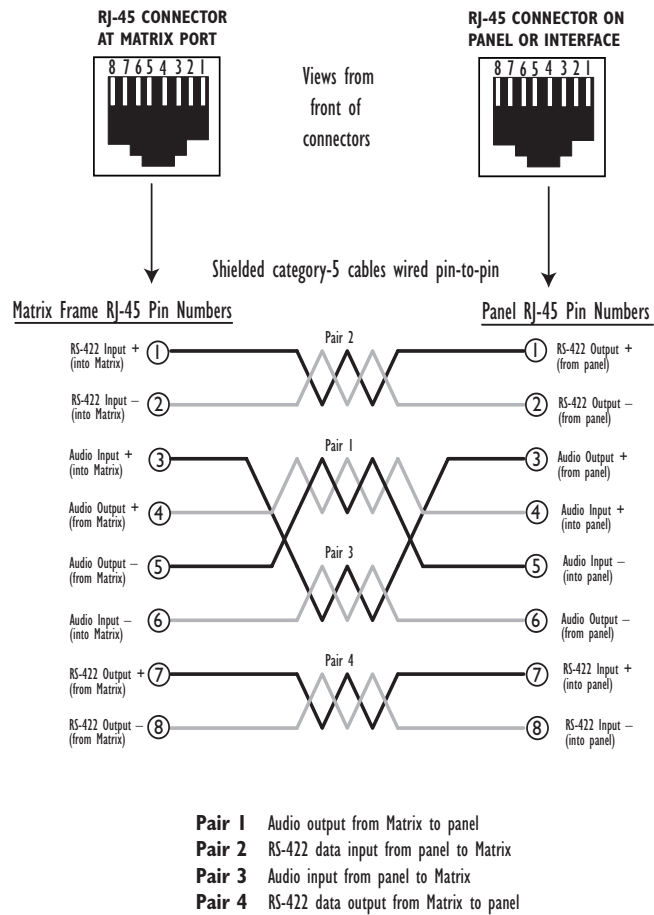 RJ-45 CONNECTOR
AT MATRIX PORT
8 7 6 5 4 3 2 1
Views from
front of
connectors
RJ-45 CONNECTOR ON
PANEL OR INTERFACE
8 7 6 5 4 3 2 1
Shielded category-5 cables wired pin-to-pin
Matrix Frame RJ-45 Pin Numbers
Panel RJ-45 Pin Numbers
RS-422 Input +
(into Matrix)
1
Pair 2
1
RS-422 Output +
(from panel)
RS-422 Input –
(into Matrix)
2
2
RS-422 Output –
(from panel)
Audio Input +
(into Matrix)
3
Pair 1
3
Audio Output +
(from panel)
Audio Output +
(from Matrix)
4
4
Audio Input +
(into panel)
Audio Output –
(from Matrix)
5
Pair 3
5
Audio Input –
(into panel)
Audio Input –
(into Matrix)
6
6
Audio Output –
(from panel)
RS-422 Output +
(from Matrix)
7
Pair 4
7
RS-422 Input +
(into panel)
RS-422 Output –
(from Matrix)
8
8
RS-422 Input –
(into panel)
Pair 1 Audio output from Matrix to panel
Pair 2 RS-422 data input from panel to Matrix
Pair 3 Audio input from panel to Matrix
Pair 4 RS-422 data output from Matrix to panel